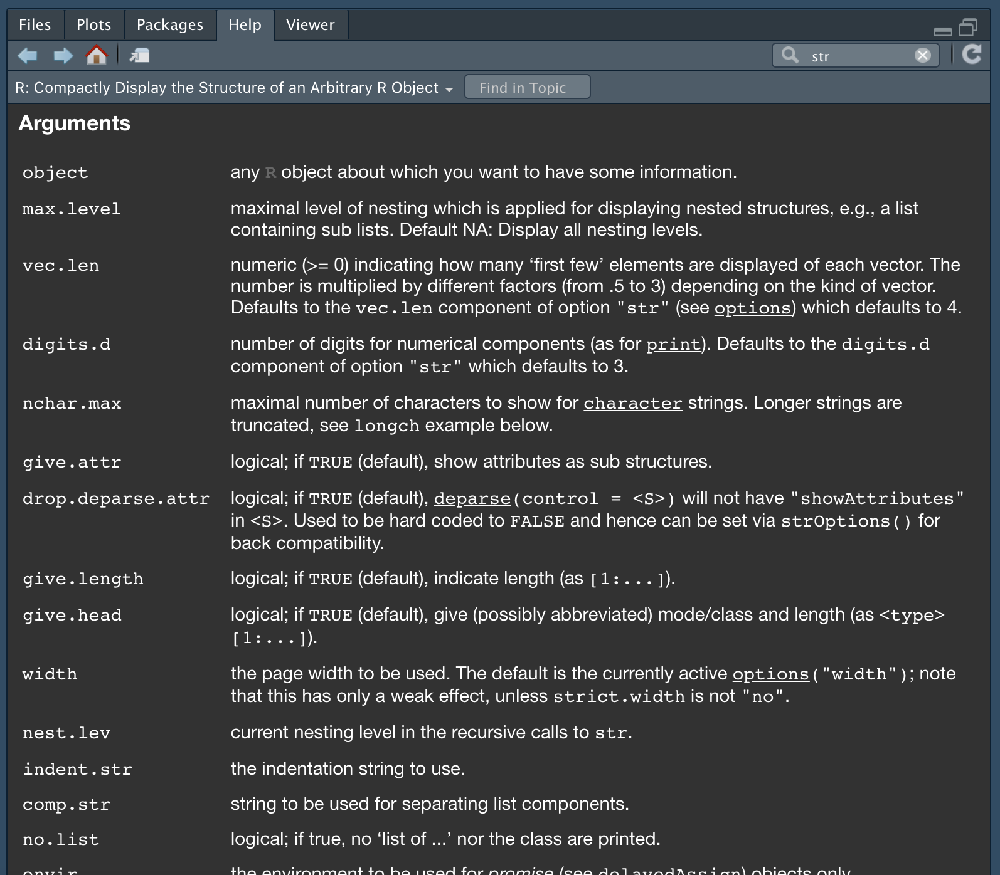 Files Plots Packages Help Viewer
str
R: Compactly Display the Structure of an Arbitrary R Object Find in Topic
Arguments
object any R object about which you want to have some information.
max.level maximal level of nesting which is applied for displaying nested structures, e.g., a list
containing sub lists. Default NA: Display all nesting levels.
vec.len numeric (>= 0) indicating how many ‘first few’ elements are displayed of each vector. The
number is multiplied by different factors (from .5 to 3) depending on the kind of vector.
Defaults to the vec.len component of option "str" (see options) which defaults to 4.
digits.d number of digits for numerical components (as for print). Defaults to the digits.d
component of option "str" which defaults to 3.
nchar.max maximal number of characters to show for character strings. Longer strings are
truncated, see longch example below.
give.attr logical; if TRUE (default), show attributes as sub structures.
drop.deparse.attr logical; if TRUE (default), deparse(control = <S>) will not have "showAttributes"
in <S>. Used to be hard coded to FALSE and hence can be set via strOptions() for
back compatibility.
give.length logical; if TRUE (default), indicate length (as [1:...]).
give.head logical; if TRUE (default), give (possibly abbreviated) mode/class and length (as <type>
[1:...]).
width the page width to be used. The default is the currently active options("width"); note
that this has only a weak effect, unless strict.width is not "no".
nest.lev current nesting level in the recursive calls to str.
indent.str the indentation string to use.
comp.str string to be used for separating list components.
no.list logical; if true, no ‘list of ...’ nor the class are printed.
envir the environment to be used for promise (see delayedAssign) objects only.